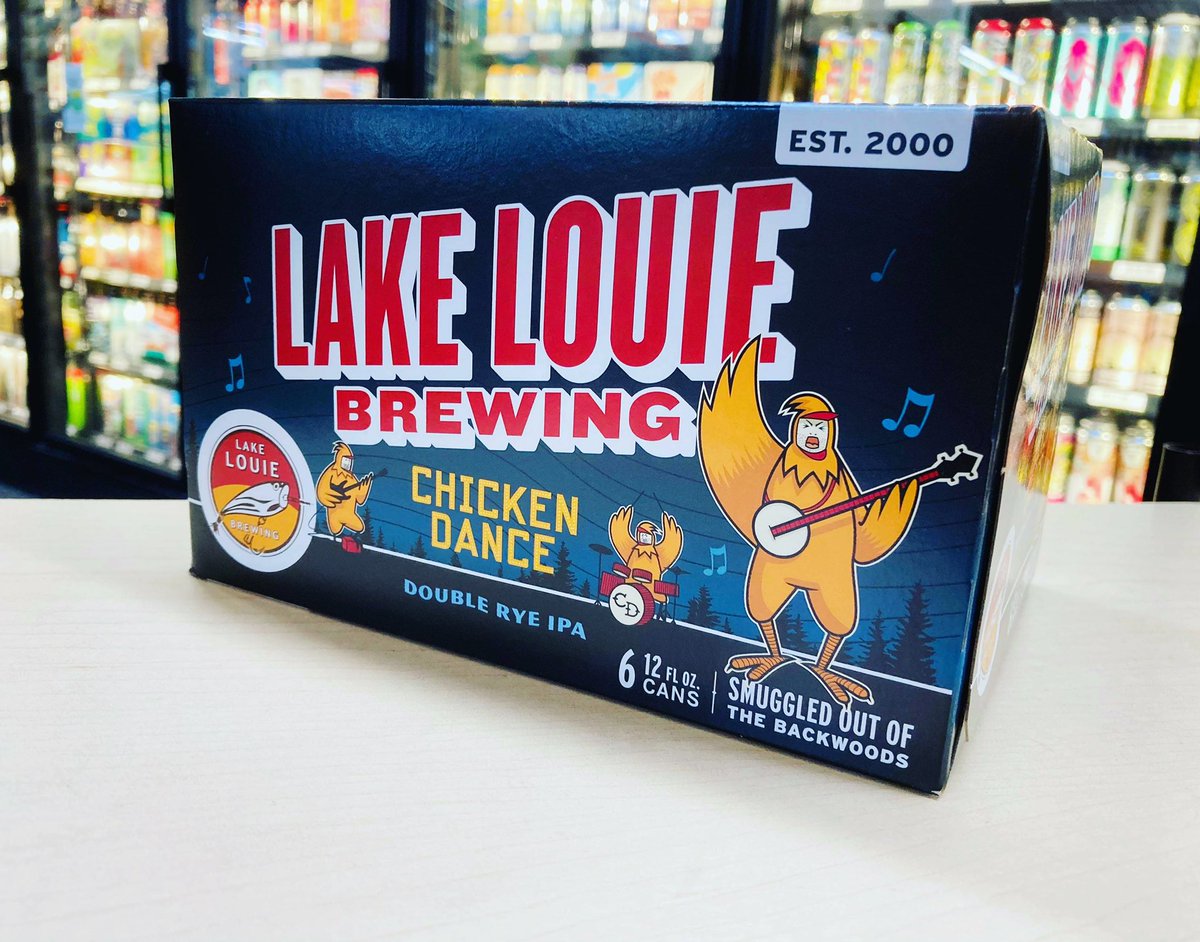 EST. 2000
LAKE LOUIE
BREWING
LAKE
LOUIE
BREWING
CHICKEN
DANCE
CD
DOUBLE RYE IPA
6 12 FL OZ.
CANS
SMUGGLED OUT OF
THE BACKWOODS